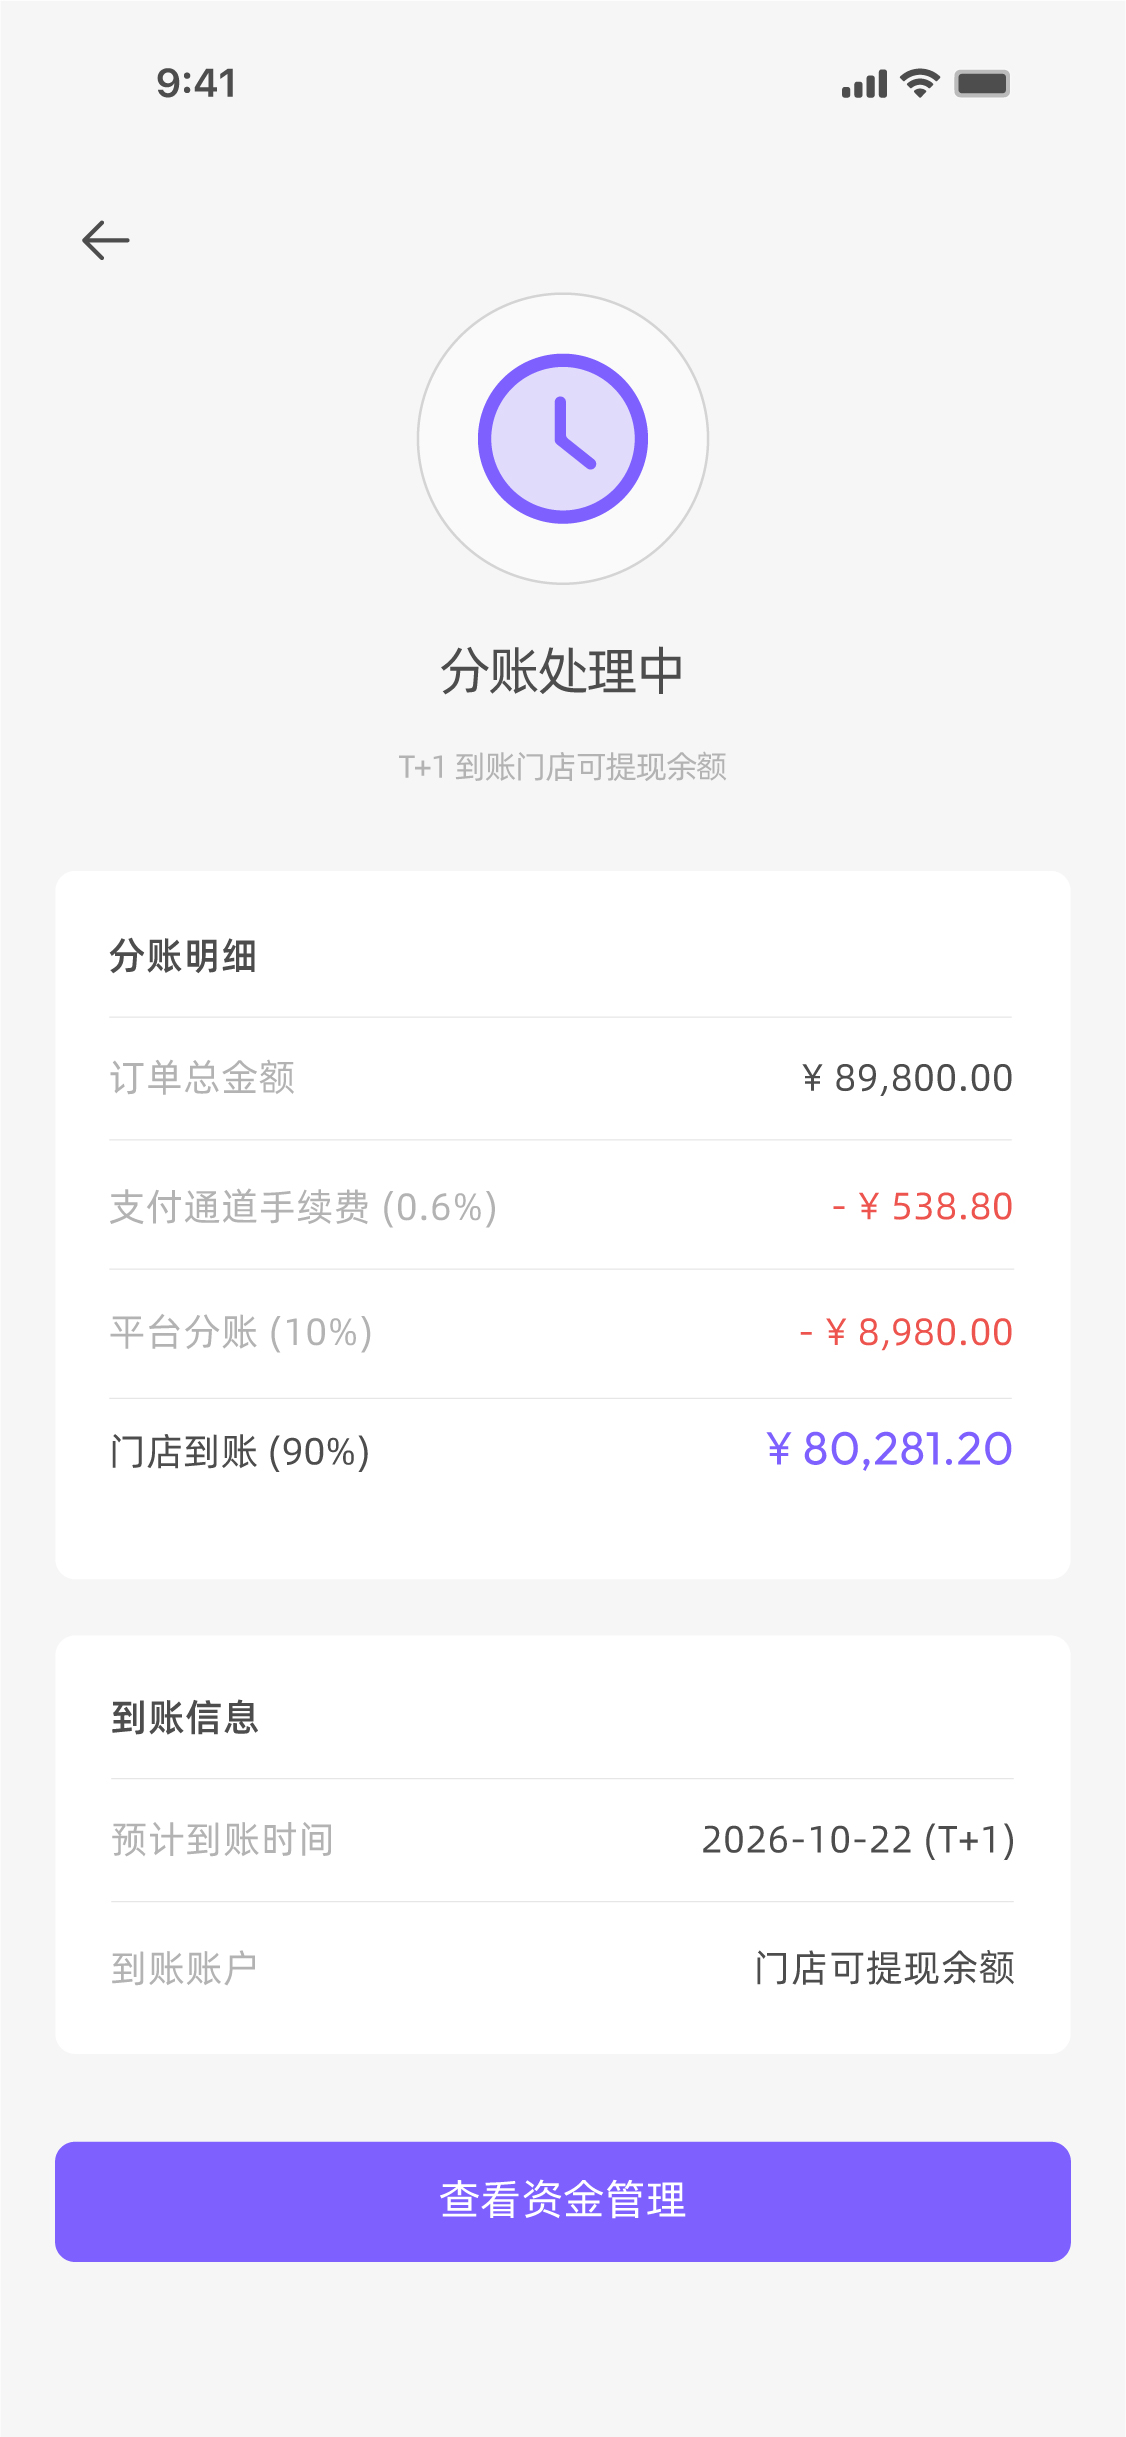 9:41
分账处理中
T+1 到账门店可提现余额
分账明细
订单总金额 ¥ 89,800.00
支付通道手续费 (0.6%) - ¥ 538.80
平台分账 (10%) - ¥ 8,980.00
门店到账 (90%) ¥ 80,281.20
到账信息
预计到账时间 2026-10-22 (T+1)
到账账户 门店可提现余额
查看资金管理